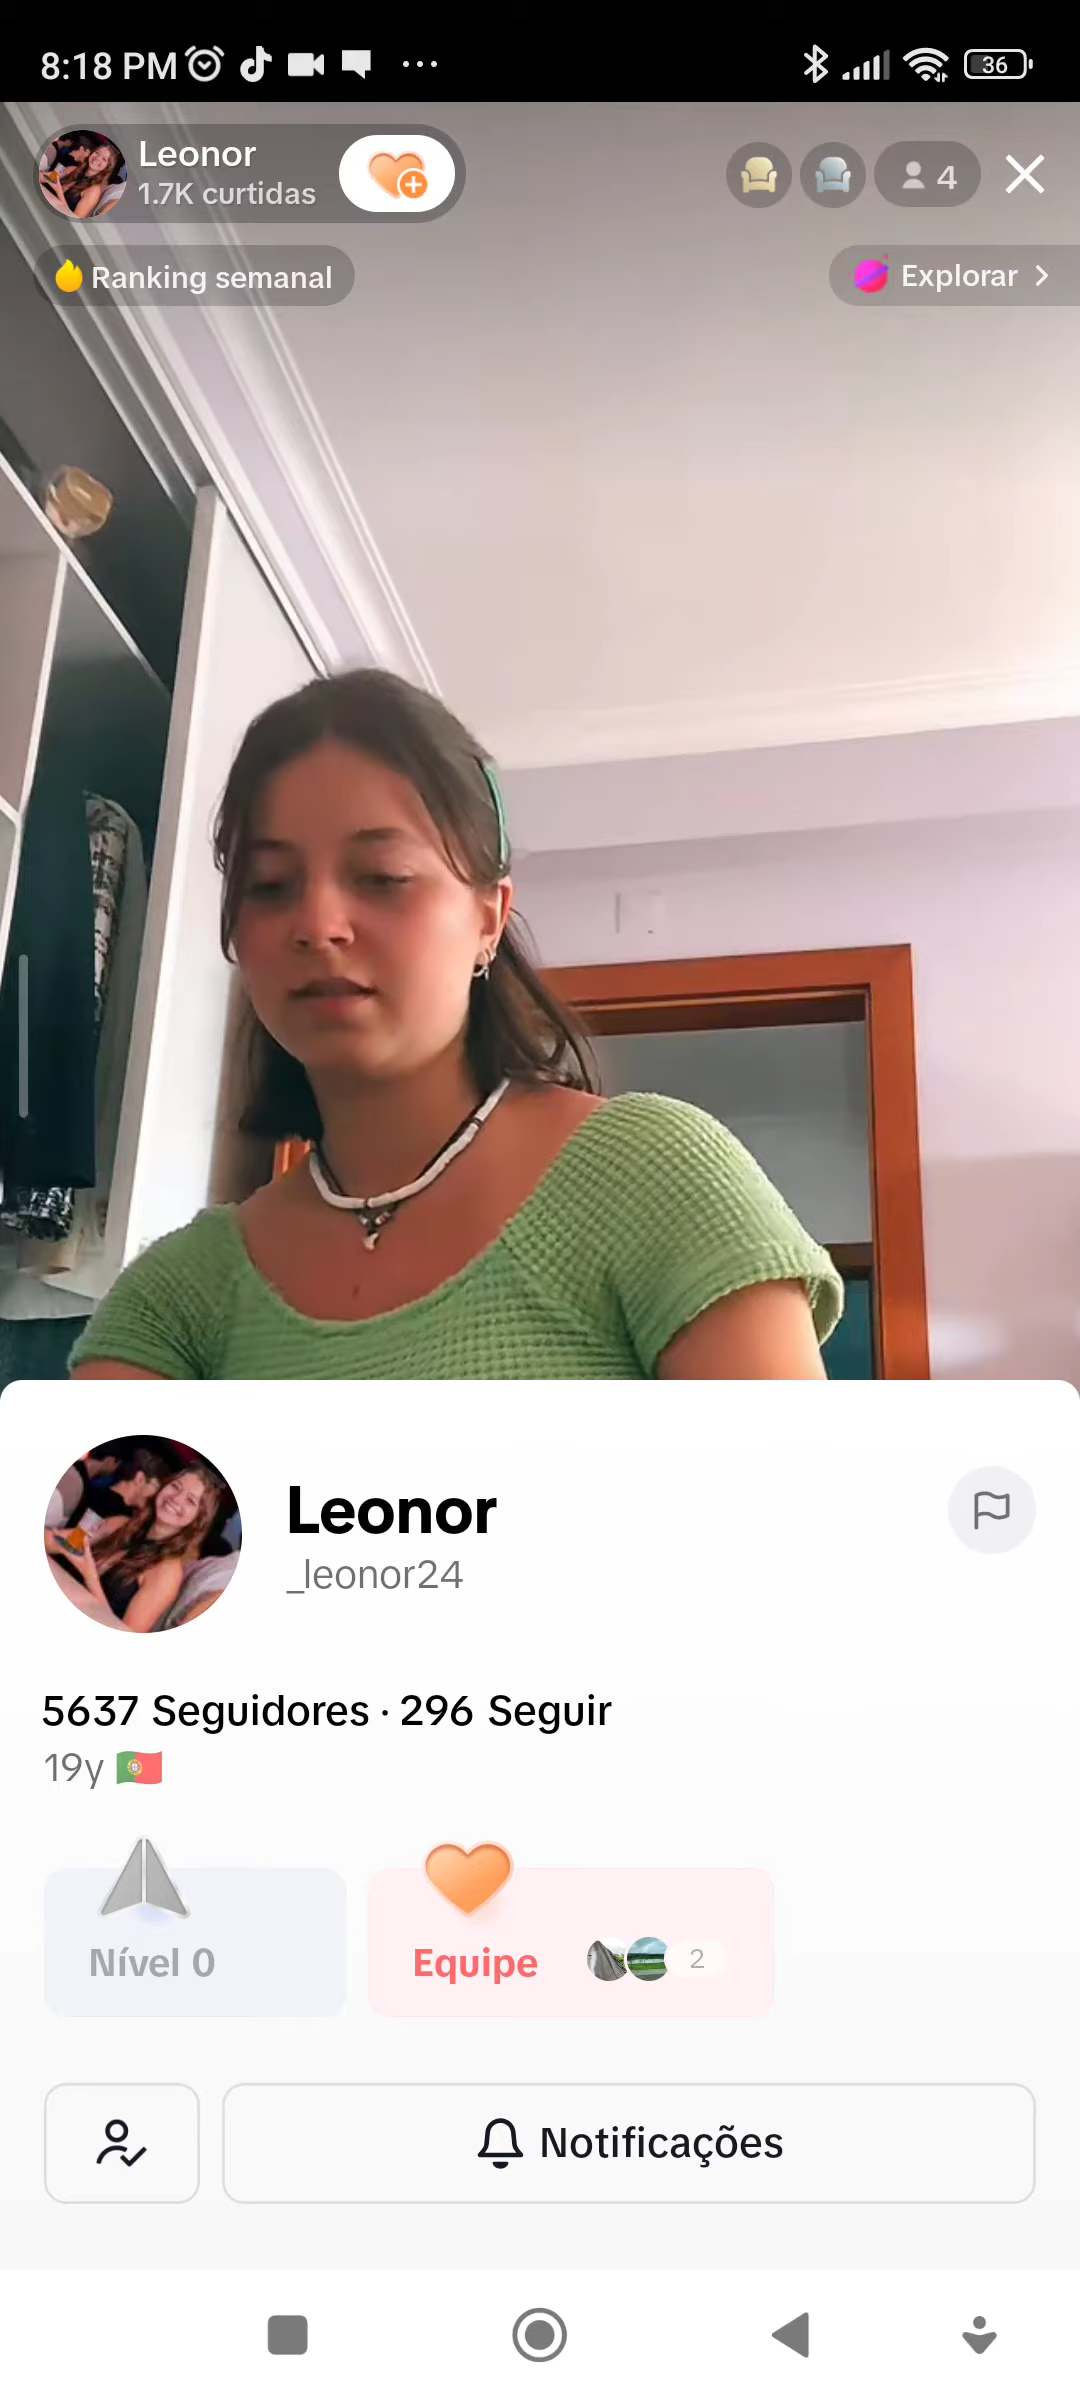 8:18 PM
36
Leonor
1.7K curtidas
4
Ranking semanal
Explorar
Leonor
_leonor24
5637 Seguidores · 296 Seguir
19y 🇵🇹
Nível 0
Equipe
2
Notificações